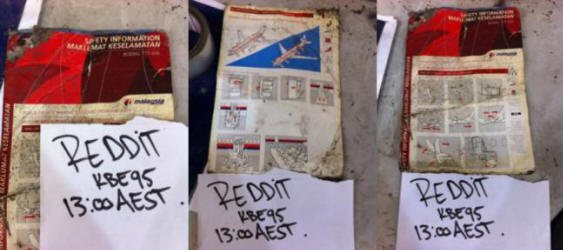 SAFETY INFORMATION
MAKLUMAT KESELAMATAN
malaysia
REDDIT
KBE95
13:00 AEST.
REDDIT
KBE95
13:00 AEST.
SAFETY INFORMATION
MAKLUMAT KESELAMATAN
REDDIT
KBE95
13:00 AEST.